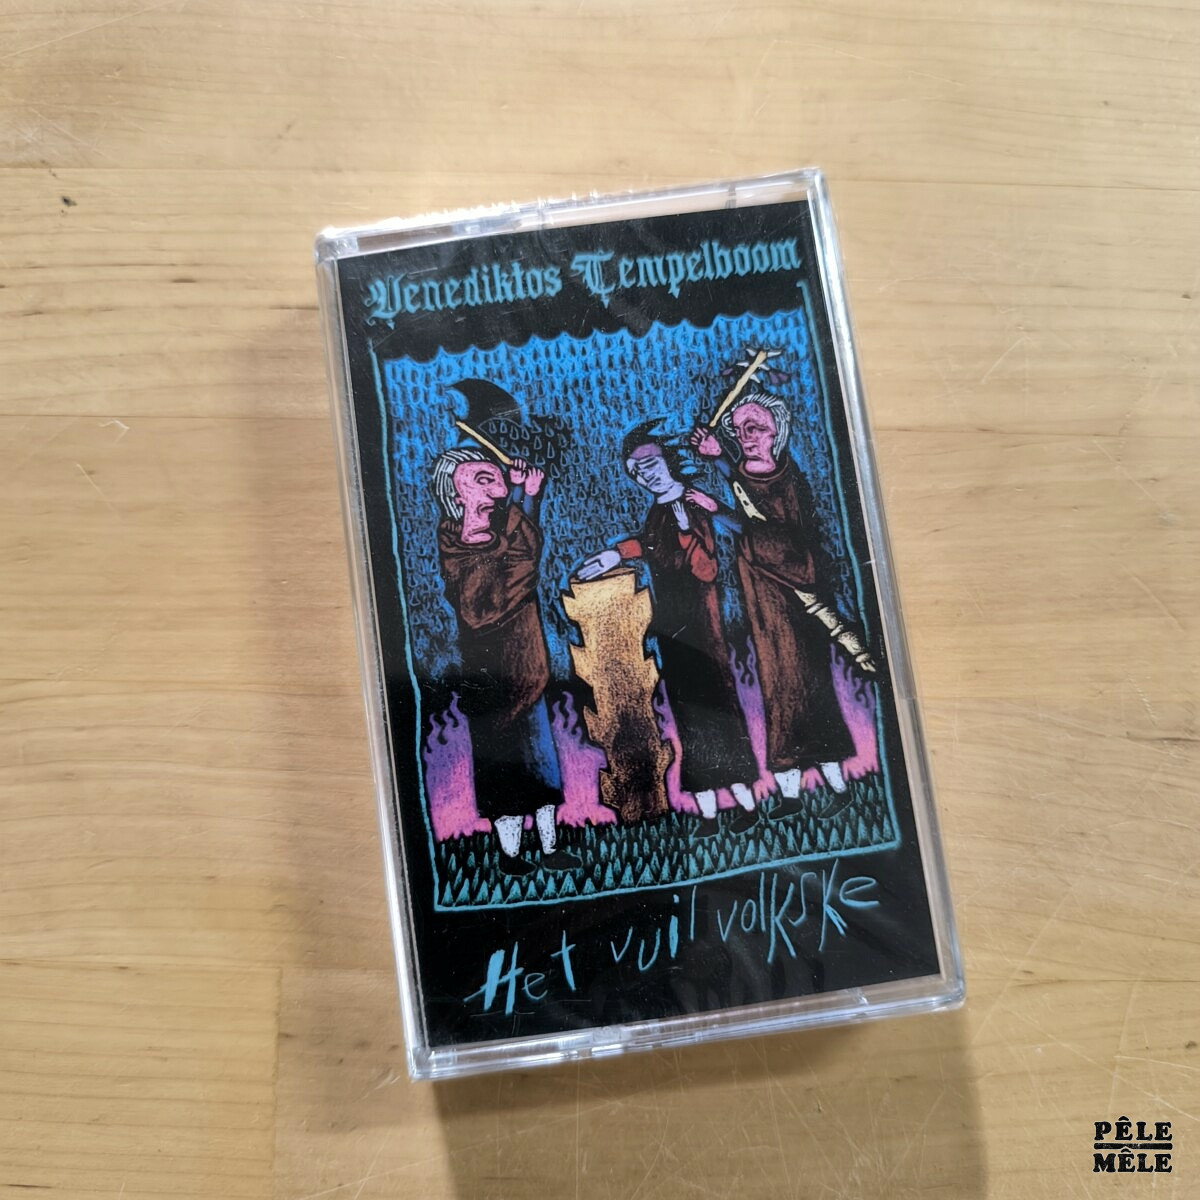 Venediktos Tempelboom
Het vuil volkske
PÊLE
MÊLE